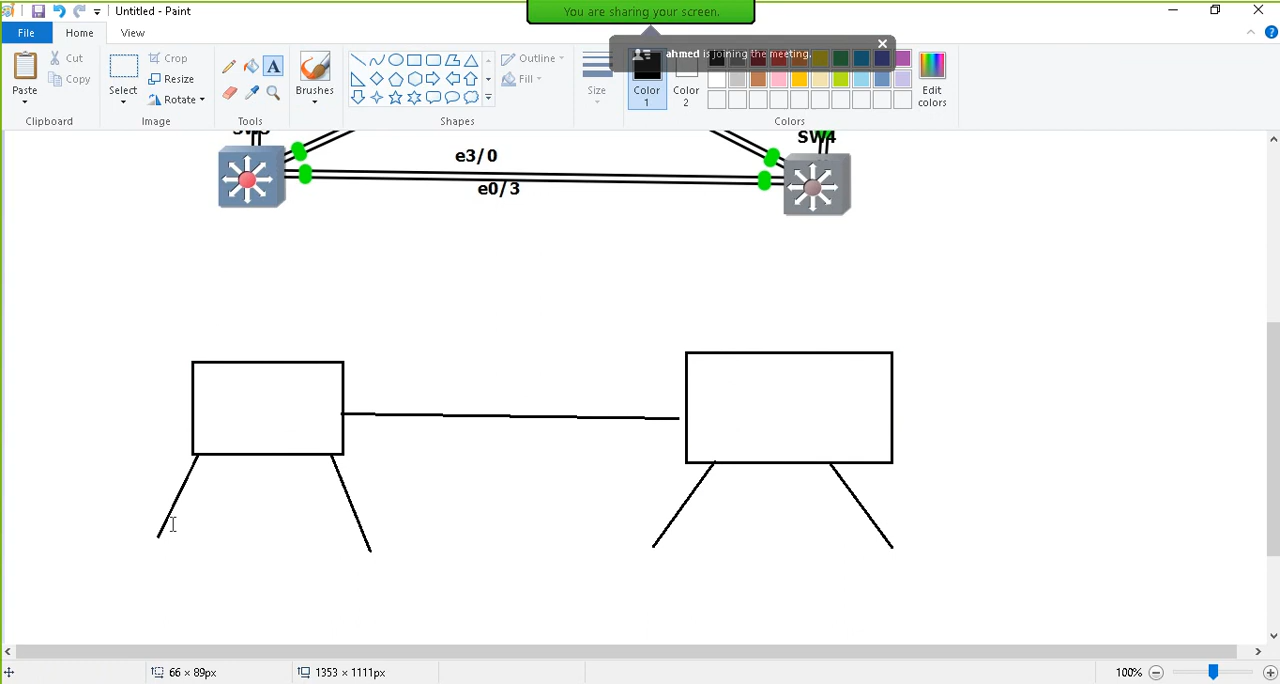 Untitled - Paint
You are sharing your screen.
File
Home
View
ahmed is joining the meeting.
Paste
Cut
Copy
Clipboard
Select
Crop
Resize
Rotate
Image
Tools
Brushes
Shapes
Outline
Fill
Size
Color
1
Color
2
Edit
colors
Colors
SW4
e3/0
e0/3
66 × 89px
1353 × 1111px
100%